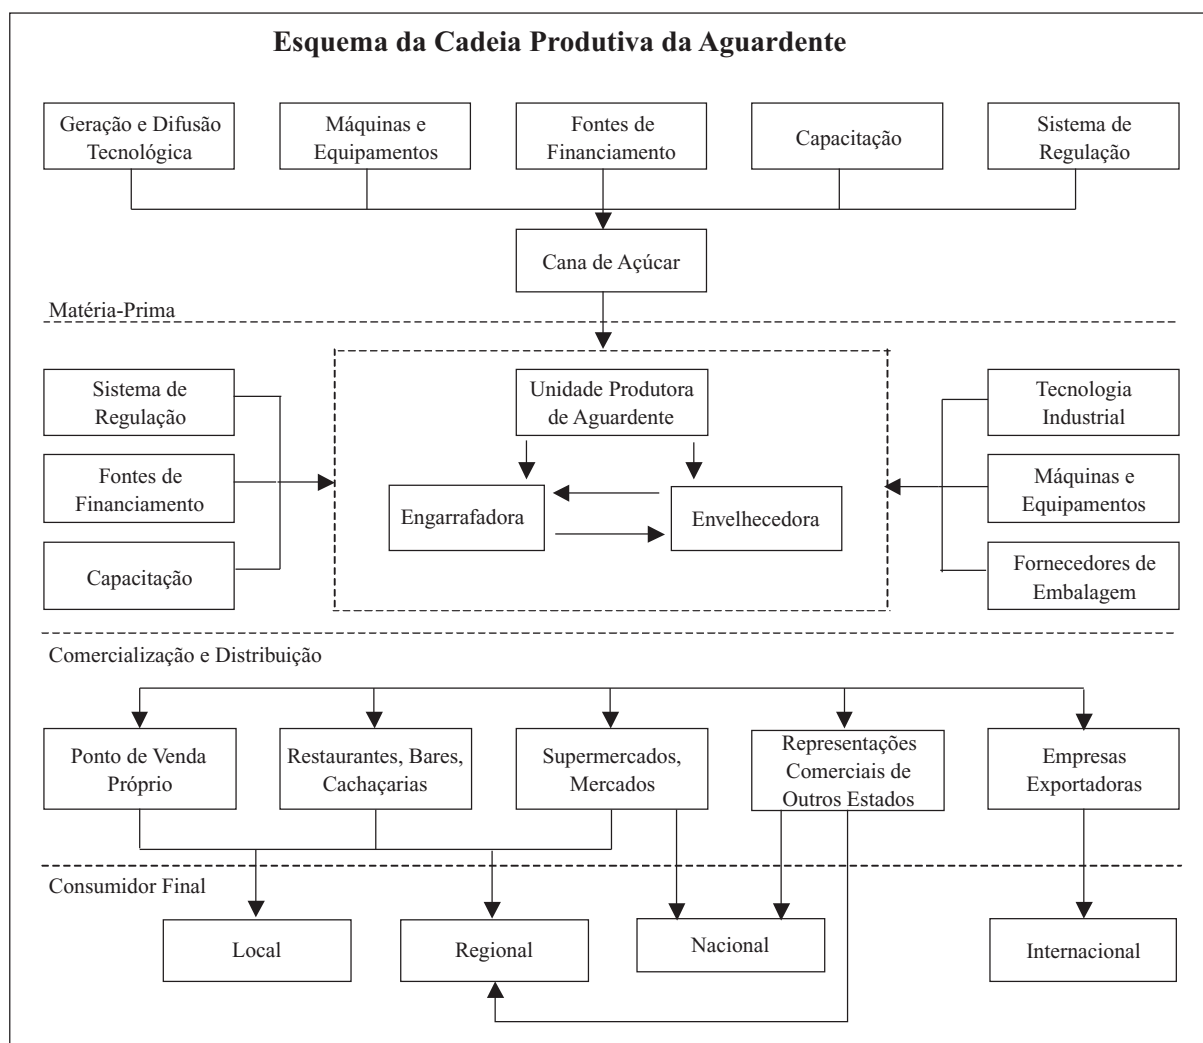 Esquema da Cadeia Produtiva da Aguardente
Geração e Difusão
Tecnológica
Máquinas e
Equipamentos
Fontes de
Financiamento
Capacitação
Sistema de
Regulação
Cana de Açúcar
Matéria-Prima
Sistema de
Regulação
Fontes de
Financiamento
Capacitação
Unidade Produtora
de Aguardente
Engarrafadora
Envelhecedora
Tecnologia
Industrial
Máquinas e
Equipamentos
Fornecedores de
Embalagem
Comercialização e Distribuição
Ponto de Venda
Próprio
Restaurantes, Bares,
Cachaçarias
Supermercados,
Mercados
Representações
Comerciais de
Outros Estados
Empresas
Exportadoras
Consumidor Final
Local
Regional
Nacional
Internacional